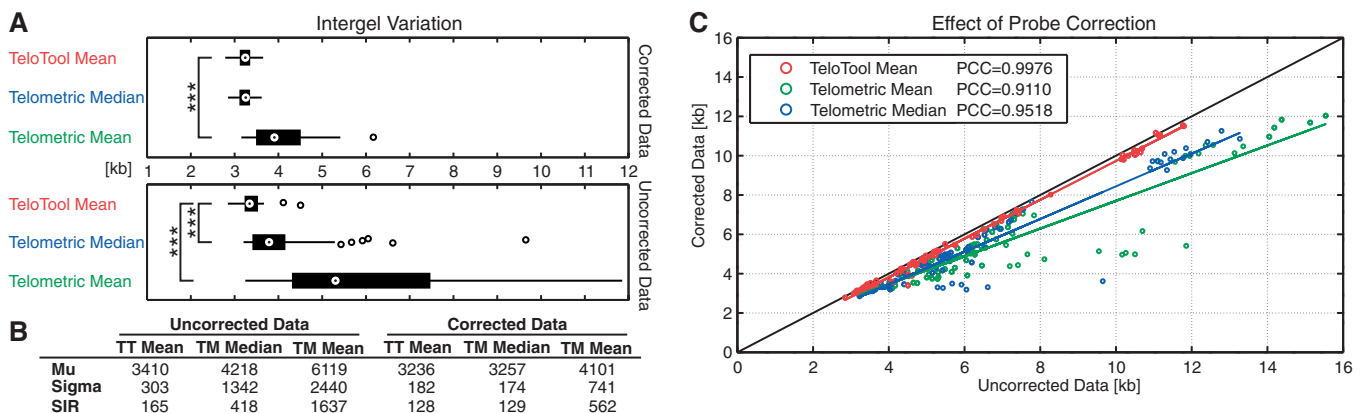 A
Intergel Variation
TeloTool Mean
Telometric Median
Telometric Mean
***
Corrected Data
[kb]
1 2 3 4 5 6 7 8 9 10 11 12
TeloTool Mean
Telometric Median
Telometric Mean
***
***
Uncorrected Data
B
Uncorrected Data Corrected Data
TT Mean TM Median TM Mean TT Mean TM Median TM Mean
Mu 3410 4218 6119 3236 3257 4101
Sigma 303 1342 2440 182 174 741
SIR 165 418 1637 128 129 562
C
Effect of Probe Correction
TeloTool Mean PCC=0.9976
Telometric Mean PCC=0.9110
Telometric Median PCC=0.9518
Corrected Data [kb]
16
14
12
10
8
6
4
2
0
0 2 4 6 8 10 12 14 16
Uncorrected Data [kb]